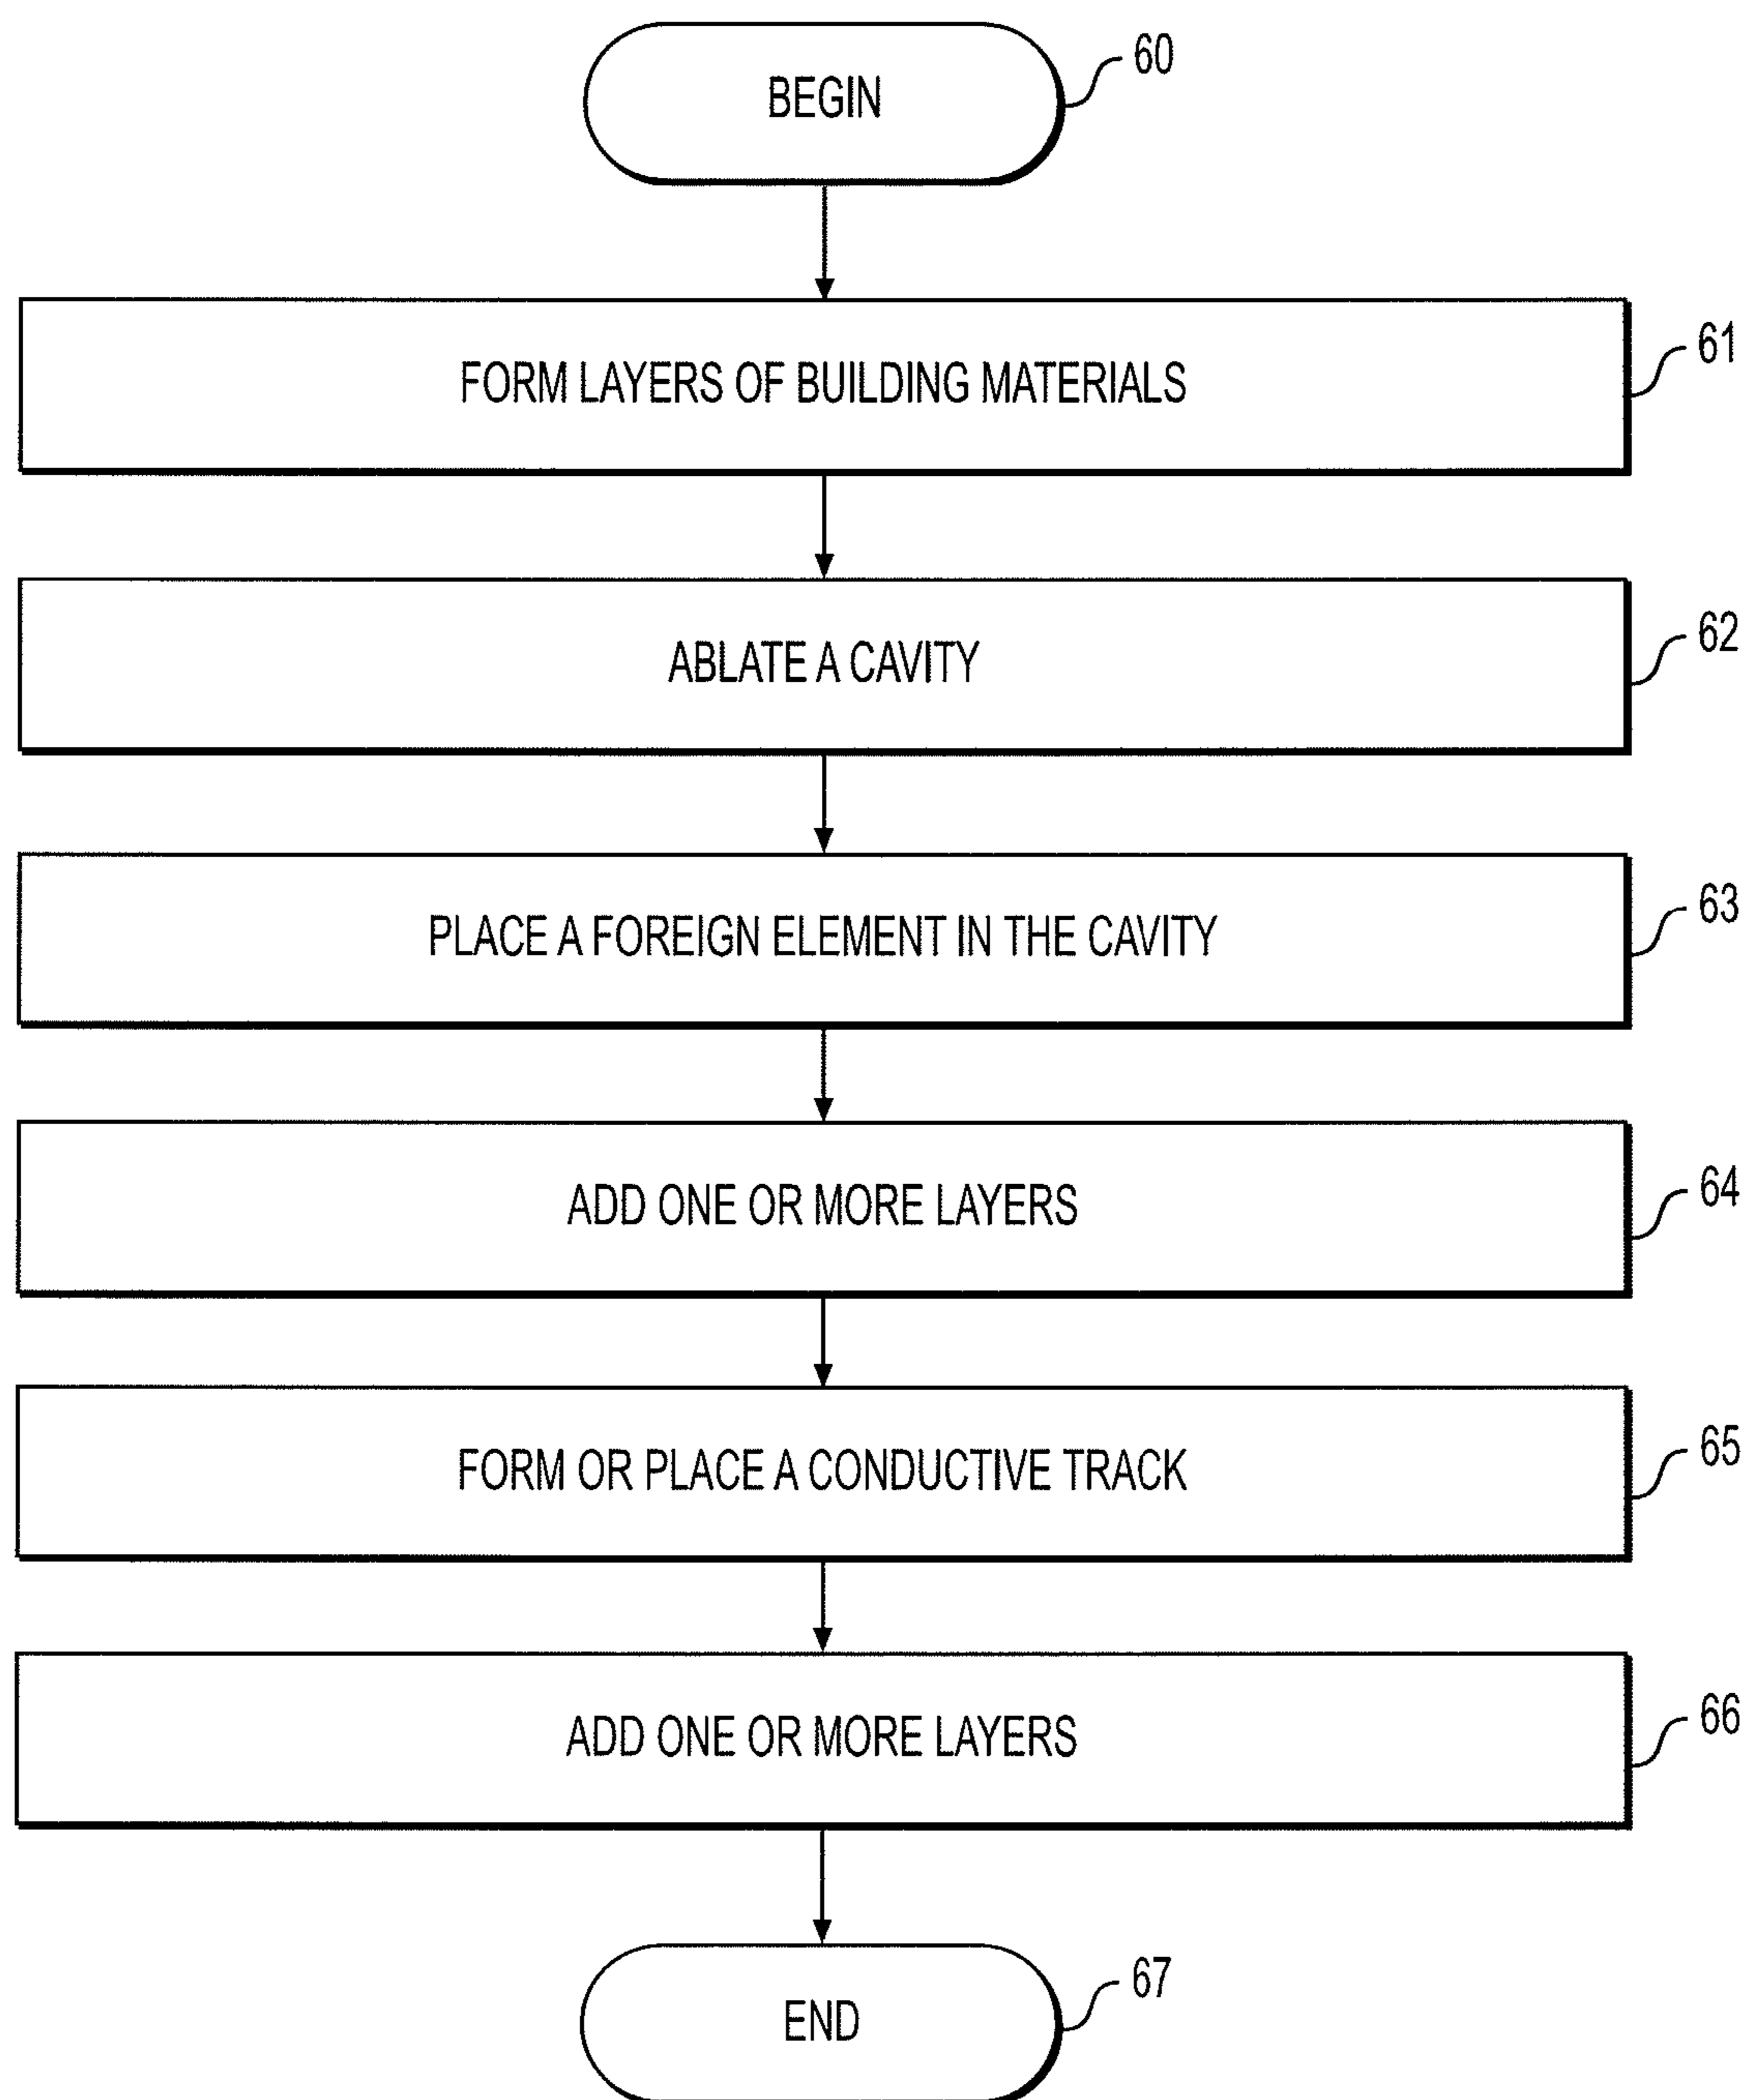 BEGIN
60
FORM LAYERS OF BUILDING MATERIALS
61
ABLATE A CAVITY
62
PLACE A FOREIGN ELEMENT IN THE CAVITY
63
ADD ONE OR MORE LAYERS
64
FORM OR PLACE A CONDUCTIVE TRACK
65
ADD ONE OR MORE LAYERS
66
END
67